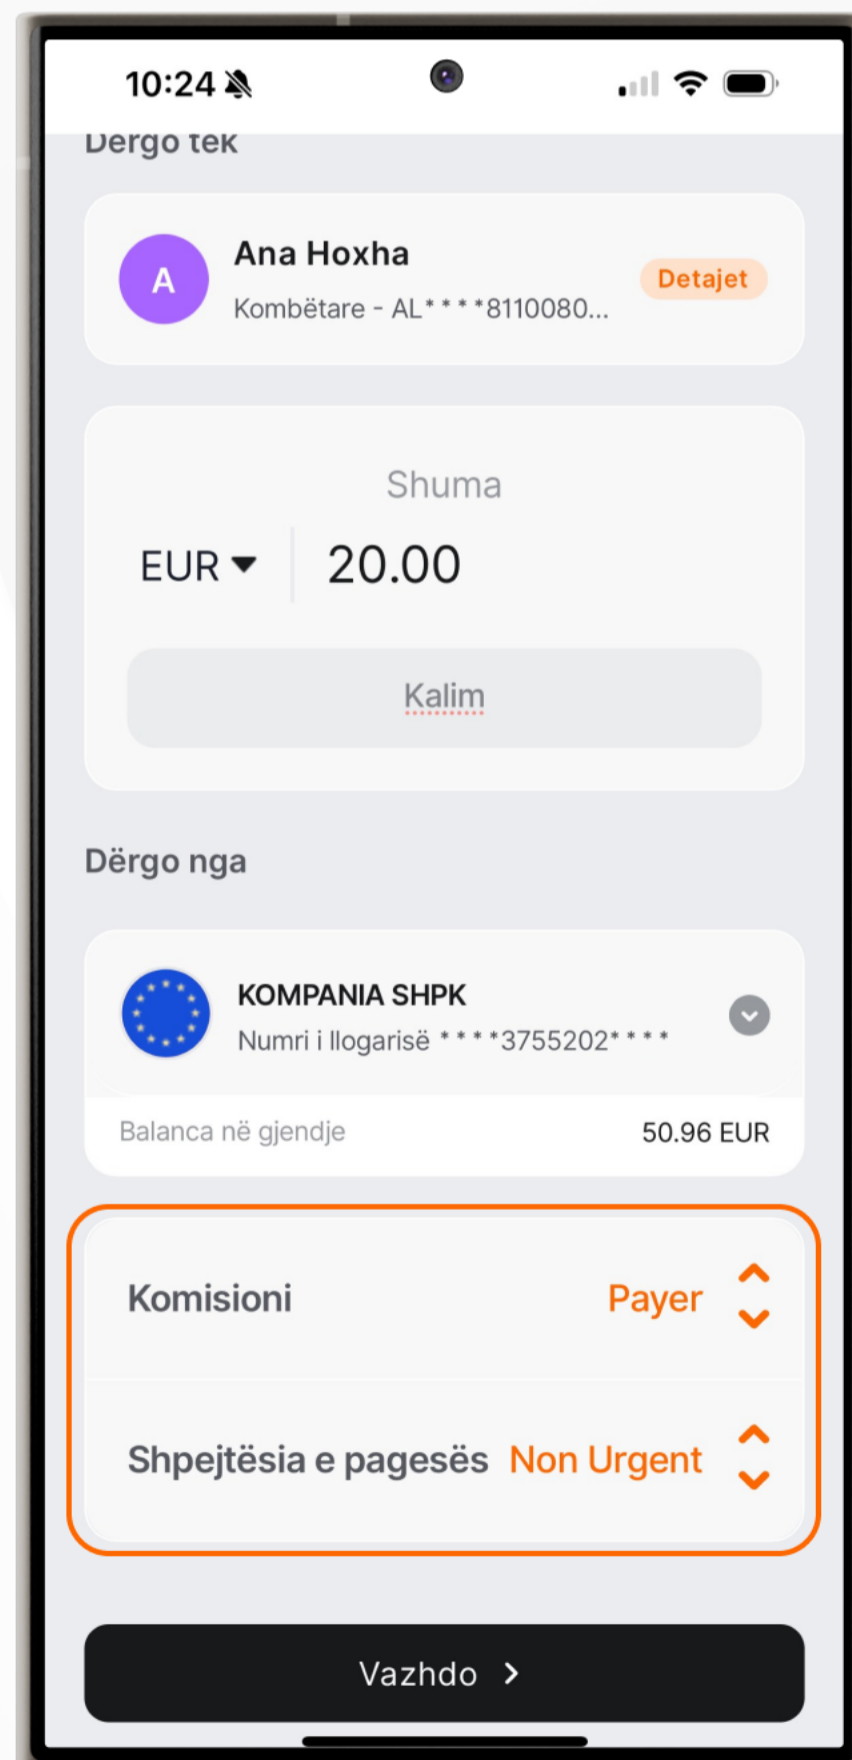 10:24
Dërgo tek
A
Ana Hoxha
Kombëtare - AL****8110080...
Detajet
Shuma
EUR
20.00
Kalim
Dërgo nga
KOMPANIA SHPK
Numri i llogarisë ****3755202****
Balanca në gjendje
50.96 EUR
Komisioni
Payer
Shpejtësia e pagesës
Non Urgent
Vazhdo